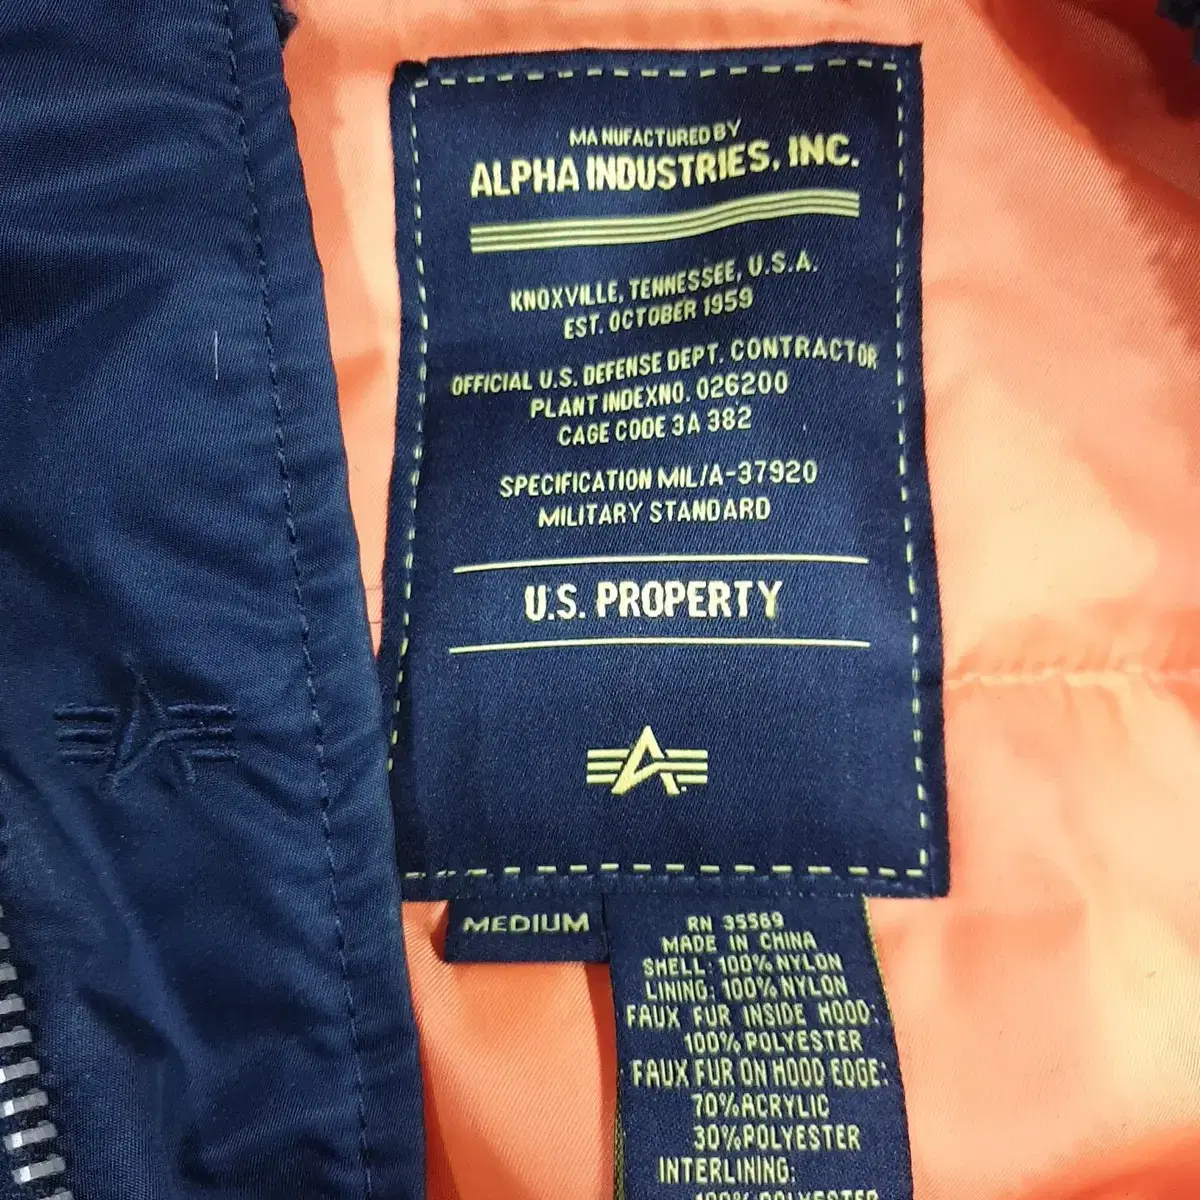 MANUFACTURED BY
ALPHA INDUSTRIES, INC.
KNOXVILLE, TENNESSEE, U.S.A.
EST. OCTOBER 1959
OFFICIAL U.S. DEFENSE DEPT. CONTRACTOR
PLANT INDEXNO. 026200
CAGE CODE 3A 382
SPECIFICATION MIL/A-37920
MILITARY STANDARD
U.S. PROPERTY
MEDIUM
RN 35569
MADE IN CHINA
SHELL: 100% NYLON
LINING: 100% NYLON
FAUX FUR INSIDE HOOD:
100% POLYESTER
FAUX FUR ON HOOD EDGE:
70% ACRYLIC
30% POLYESTER
INTERLINING:
100% POLYESTER